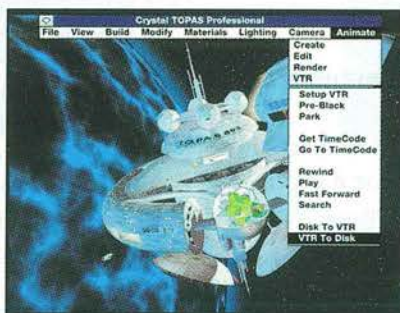 Crystal TOPAS Professional
File View Build Modify Materials Lighting Camera Animate
Create
Edit
Render
VTR
Setup VTR
Pre-Black
Park
Get TimeCode
Go To TimeCode
Rewind
Play
Fast Forward
Search
Disk To VTR
VTR To Disk